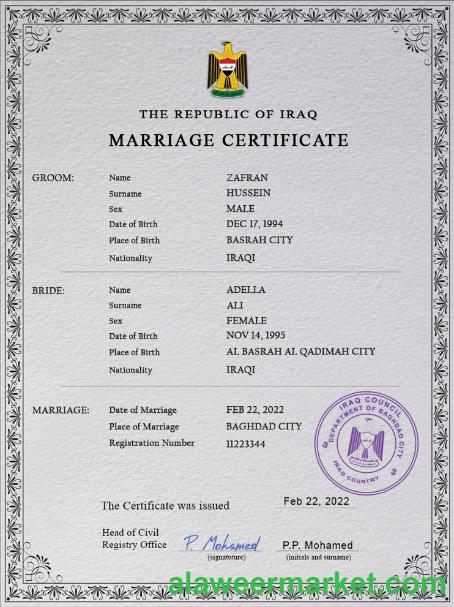 THE REPUBLIC OF IRAQ
MARRIAGE CERTIFICATE
GROOM: Name ZAFRAN
Surname HUSSEIN
Sex MALE
Date of Birth DEC 17, 1994
Place of Birth BASRAH CITY
Nationality IRAQI
BRIDE: Name ADELLA
Surname ALI
Sex FEMALE
Date of Birth NOV 14, 1995
Place of Birth AL BASRAH AL QADIMAH CITY
Nationality IRAQI
MARRIAGE: Date of Marriage FEB 22, 2022
Place of Marriage BAGHDAD CITY
Registration Number 11223344
IRAQ COUNCIL
DEPARTMENT OF BAGHDAD CITY
IRAQ COUNTRY
The Certificate was issued Feb 22, 2022
Head of Civil
Registry Office P. Mohamed P.P. Mohamed
(initials and surname)
alaweermarket.com